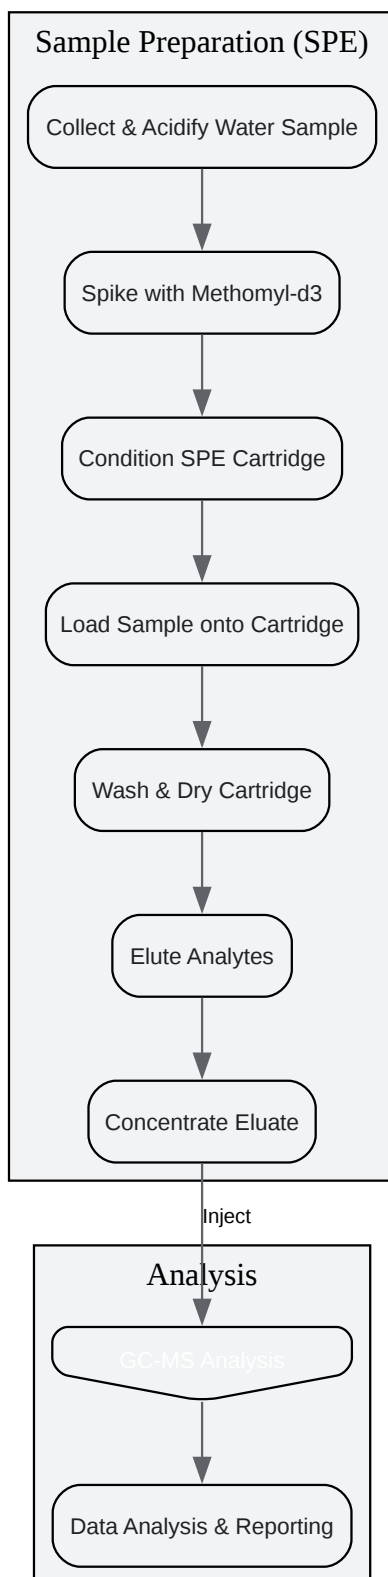 Sample Preparation (SPE)
Collect & Acidify Water Sample
Spike with Methomyl-d3
Condition SPE Cartridge
Load Sample onto Cartridge
Wash & Dry Cartridge
Elute Analytes
Concentrate Eluate
Inject
Analysis
GC-MS Analysis
Data Analysis & Reporting